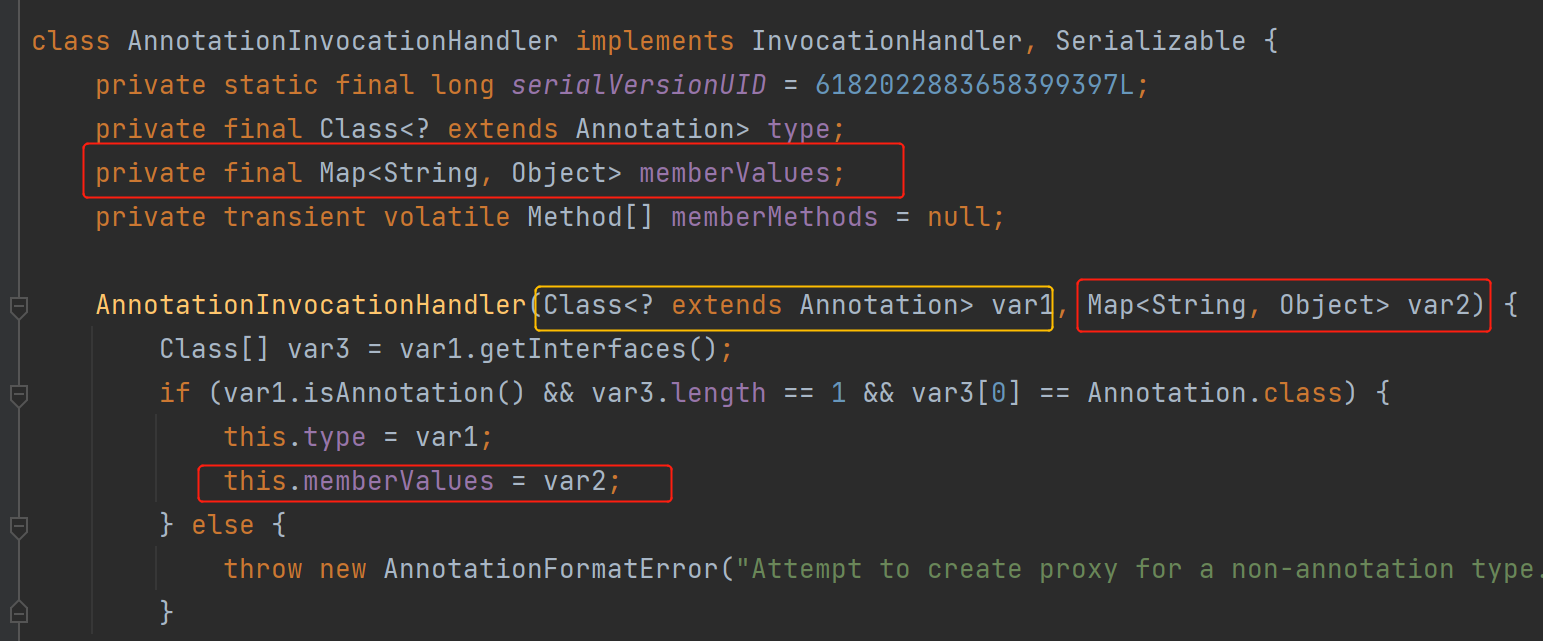 class AnnotationInvocationHandler implements InvocationHandler, Serializable {
private static final long serialVersionUID = 6182022883658399397L;
private final Class<? extends Annotation> type;
private final Map<String, Object> memberValues;
private transient volatile Method[] memberMethods = null;
AnnotationInvocationHandler(Class<? extends Annotation> var1, Map<String, Object> var2) {
Class[] var3 = var1.getInterfaces();
if (var1.isAnnotation() && var3.length == 1 && var3[0] == Annotation.class) {
this.type = var1;
this.memberValues = var2;
} else {
throw new AnnotationFormatError("Attempt to create proxy for a non-annotation type.
}